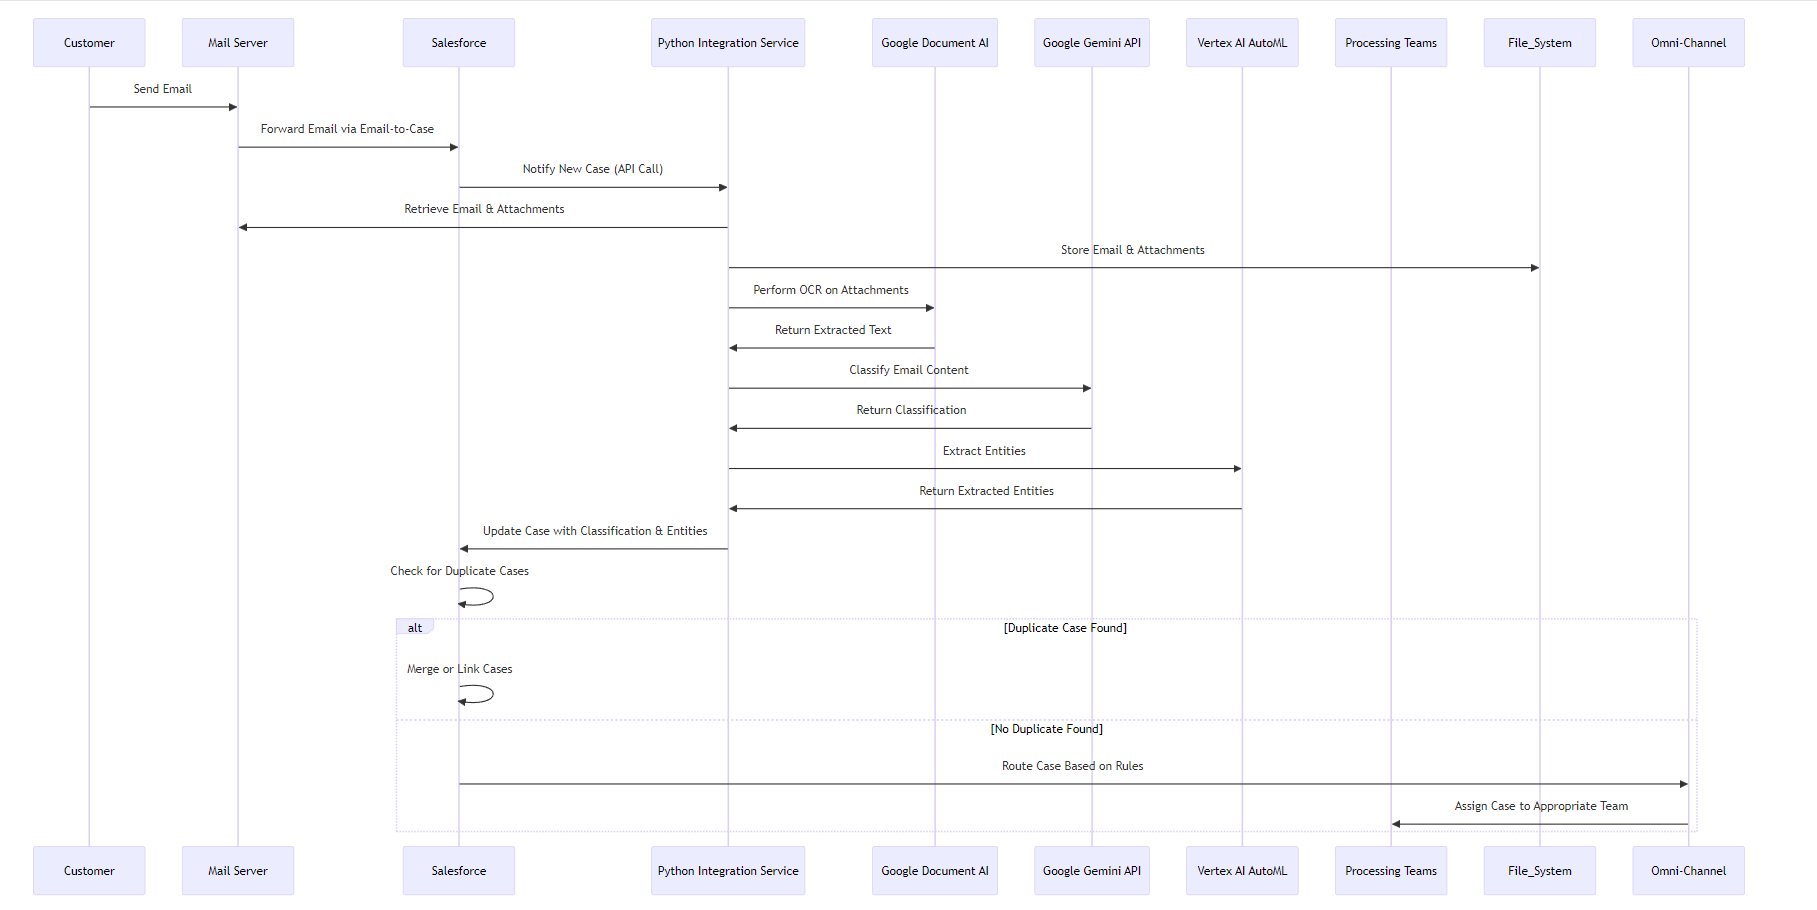 Customer
Mail Server
Salesforce
Python Integration Service
Google Document AI
Google Gemini API
Vertex AI AutoML
Processing Teams
File_System
Omni-Channel
Send Email
Forward Email via Email-to-Case
Notify New Case (API Call)
Retrieve Email & Attachments
Store Email & Attachments
Perform OCR on Attachments
Return Extracted Text
Classify Email Content
Return Classification
Extract Entities
Return Extracted Entities
Update Case with Classification & Entities
Check for Duplicate Cases
alt
[Duplicate Case Found]
Merge or Link Cases
[No Duplicate Found]
Route Case Based on Rules
Assign Case to Appropriate Team
Customer
Mail Server
Salesforce
Python Integration Service
Google Document AI
Google Gemini API
Vertex AI AutoML
Processing Teams
File_System
Omni-Channel